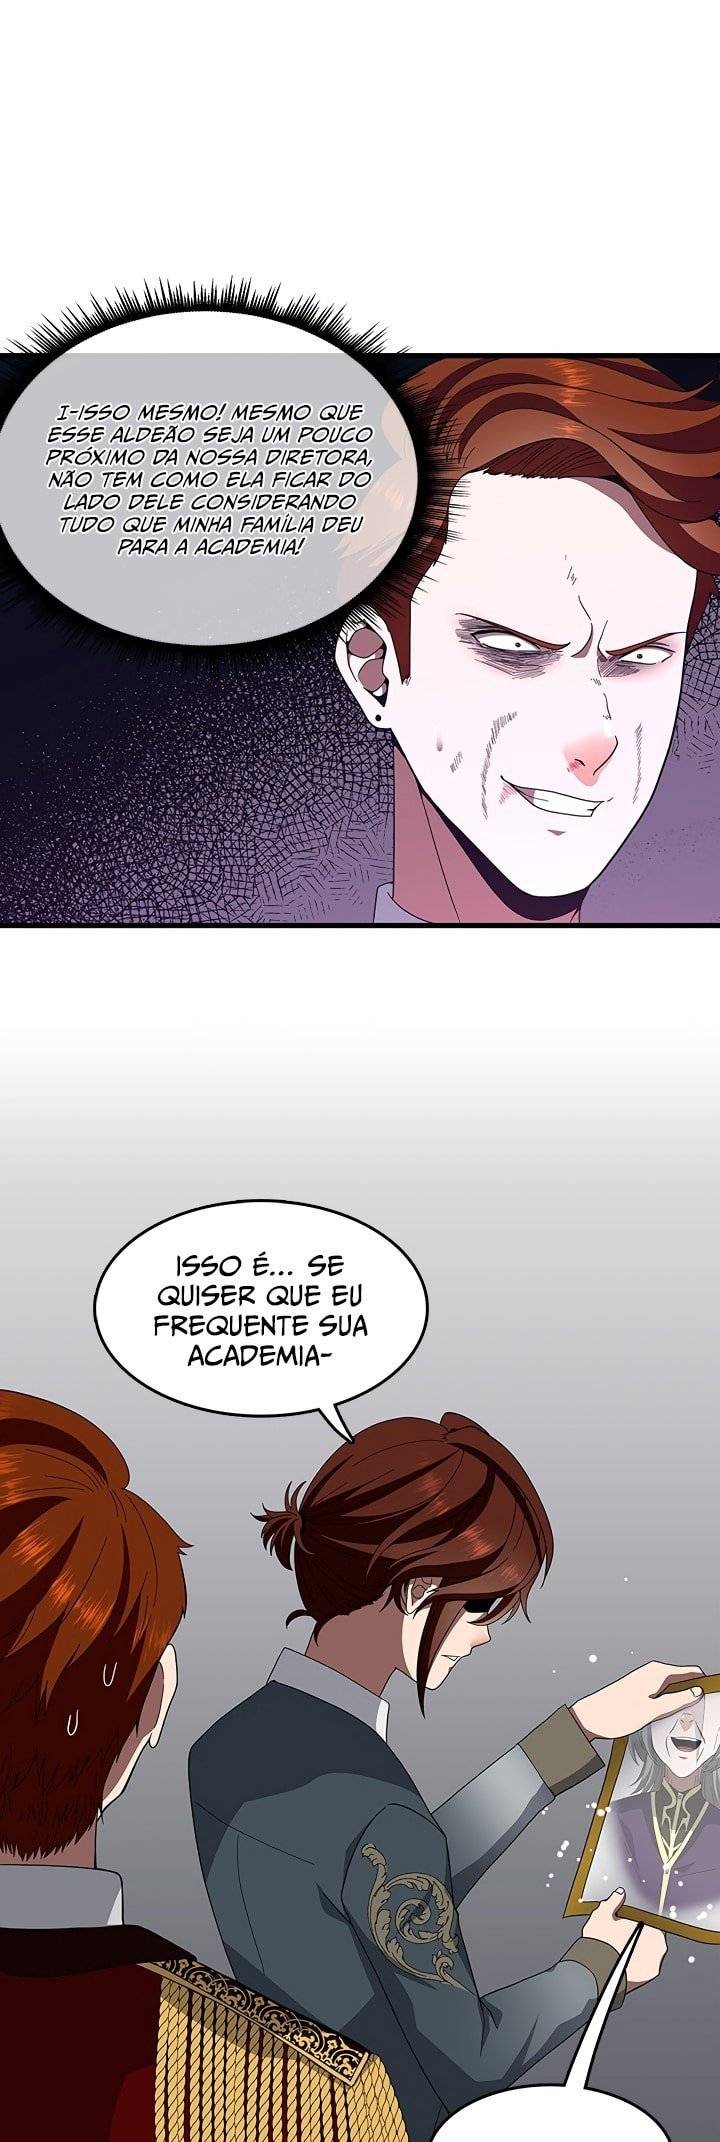 I-ISSO MESMO! MESMO QUE
ESSE ALDEÃO SEJA UM POUCO
PRÓXIMO DA NOSSA DIRETORA,
NÃO TEM COMO ELA FICAR DO
LADO DELE CONSIDERANDO
TUDO QUE MINHA FAMÍLIA DEU
PARA A ACADEMIA!
ISSO É... SE
QUISER QUE EU
FREQUENTE SUA
ACADEMIA-